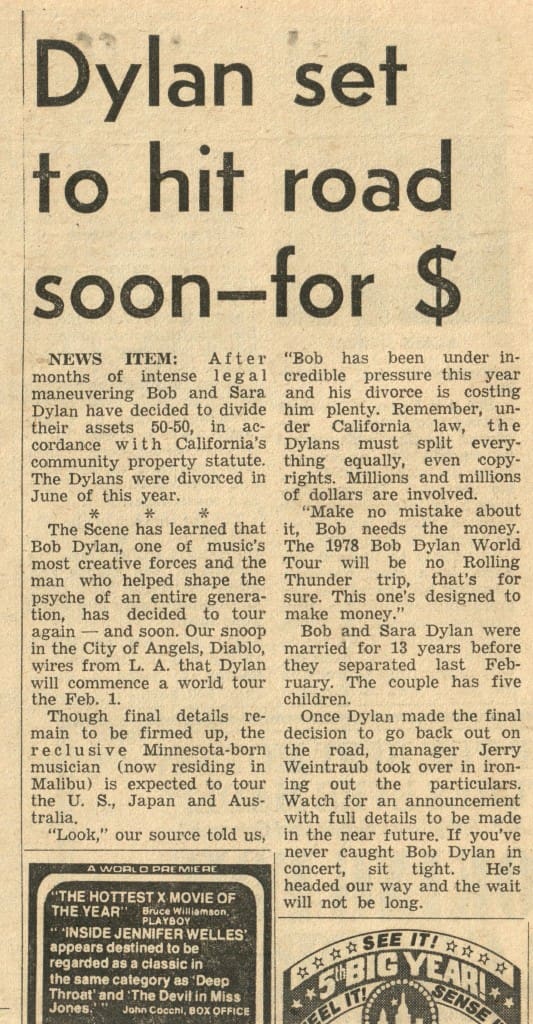 Dylan set
to hit road
soon—for $
NEWS ITEM: After
months of intense legal
maneuvering Bob and Sara
Dylan have decided to divide
their assets 50-50, in ac-
cordance with California's
community property statute.
The Dylans were divorced in
June of this year.
* * *
The Scene has learned that
Bob Dylan, one of music's
most creative forces and the
man who helped shape the
psyche of an entire genera-
tion, has decided to tour
again — and soon. Our snoop
in the City of Angels, Diablo,
wires from L. A. that Dylan
will commence a world tour
the Feb. 1.
Though final details re-
main to be firmed up, the
reclusive Minnesota-born
musician (now residing in
Malibu) is expected to tour
the U. S., Japan and Aus-
tralia.
"Look," our source told us,
"Bob has been under in-
credible pressure this year
and his divorce is costing
him plenty. Remember, un-
der California law, the
Dylans must split every-
thing equally, even copy-
rights. Millions and millions
of dollars are involved.
"Make no mistake about
it, Bob needs the money.
The 1978 Bob Dylan World
Tour will be no Rolling
Thunder trip, that's for
sure. This one's designed to
make money."
Bob and Sara Dylan were
married for 13 years before
they separated last Feb-
ruary. The couple has five
children.
Once Dylan made the final
decision to go back out on
the road, manager Jerry
Weintraub took over in iron-
ing out the particulars.
Watch for an announcement
with full details to be made
in the near future. If you've
never caught Bob Dylan in
concert, sit tight. He's
headed our way and the wait
will not be long.
A WORLD PREMIERE
"THE HOTTEST X MOVIE OF
THE YEAR" Bruce Williamson,
PLAYBOY
" 'INSIDE JENNIFER WELLES'
appears destined to be
regarded as a classic in
the same category as 'Deep
Throat' and 'The Devil in Miss
Jones.' " John Cocchi, BOX OFFICE
SEE IT!
5th BIG YEAR!
FEEL IT!
SENSE